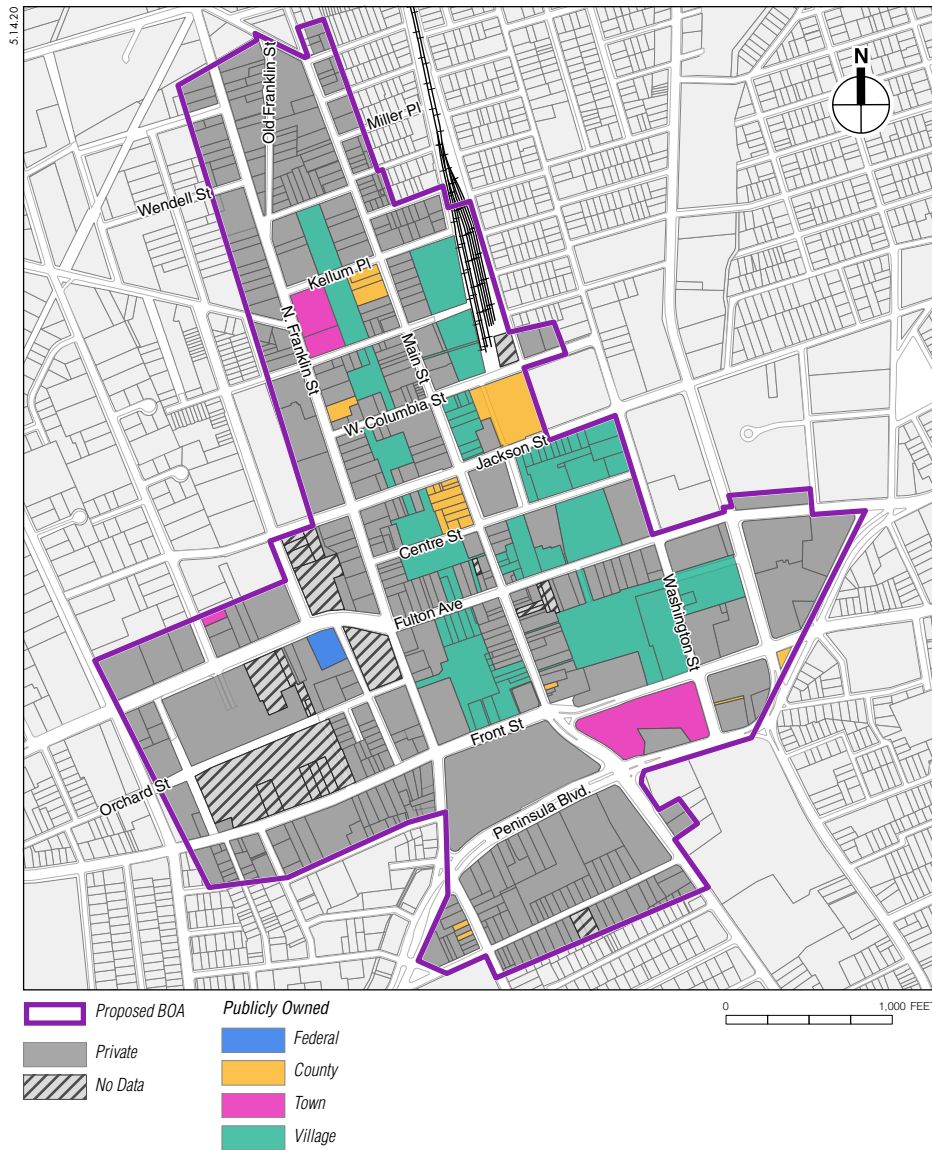 5.14.20
N
Old Franklin St
Miller Pl
Wendell St
Kellum Pl
N. Franklin St
Main St
W. Columbia St
Jackson St
Centre St
Fulton Ave
Washington St
Front St
Orchard St
Peninsula Blvd.
Proposed BOA
Private
No Data
Publicly Owned
Federal
County
Town
Village
0 1,000 FEET